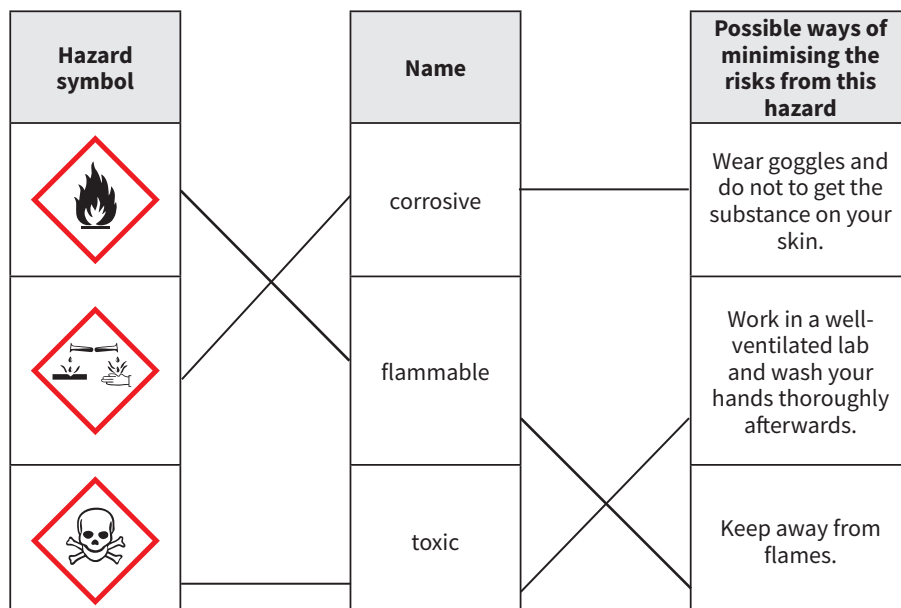 Hazard
symbol
Name
Possible ways of
minimising the
risks from this
hazard
corrosive
Wear goggles and
do not to get the
substance on your
skin.
flammable
Work in a well-
ventilated lab
and wash your
hands thoroughly
afterwards.
toxic
Keep away from
flames.